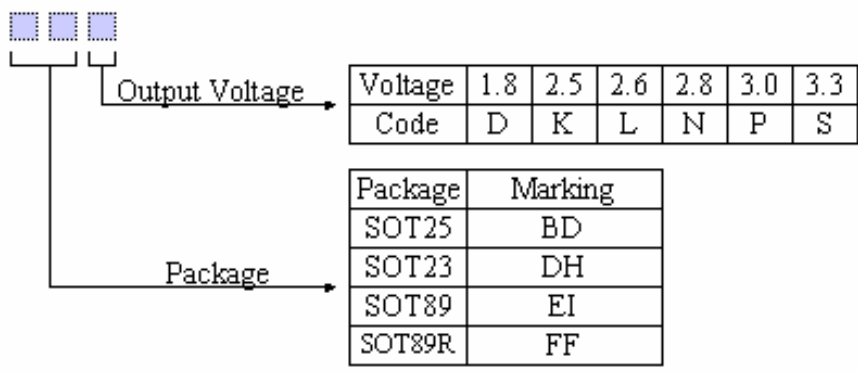 Output Voltage
Voltage 1.8 2.5 2.6 2.8 3.0 3.3
Code D K L N P S
Package Marking
SOT25 BD
SOT23 DH
Package
SOT89 EI
SOT89R FF